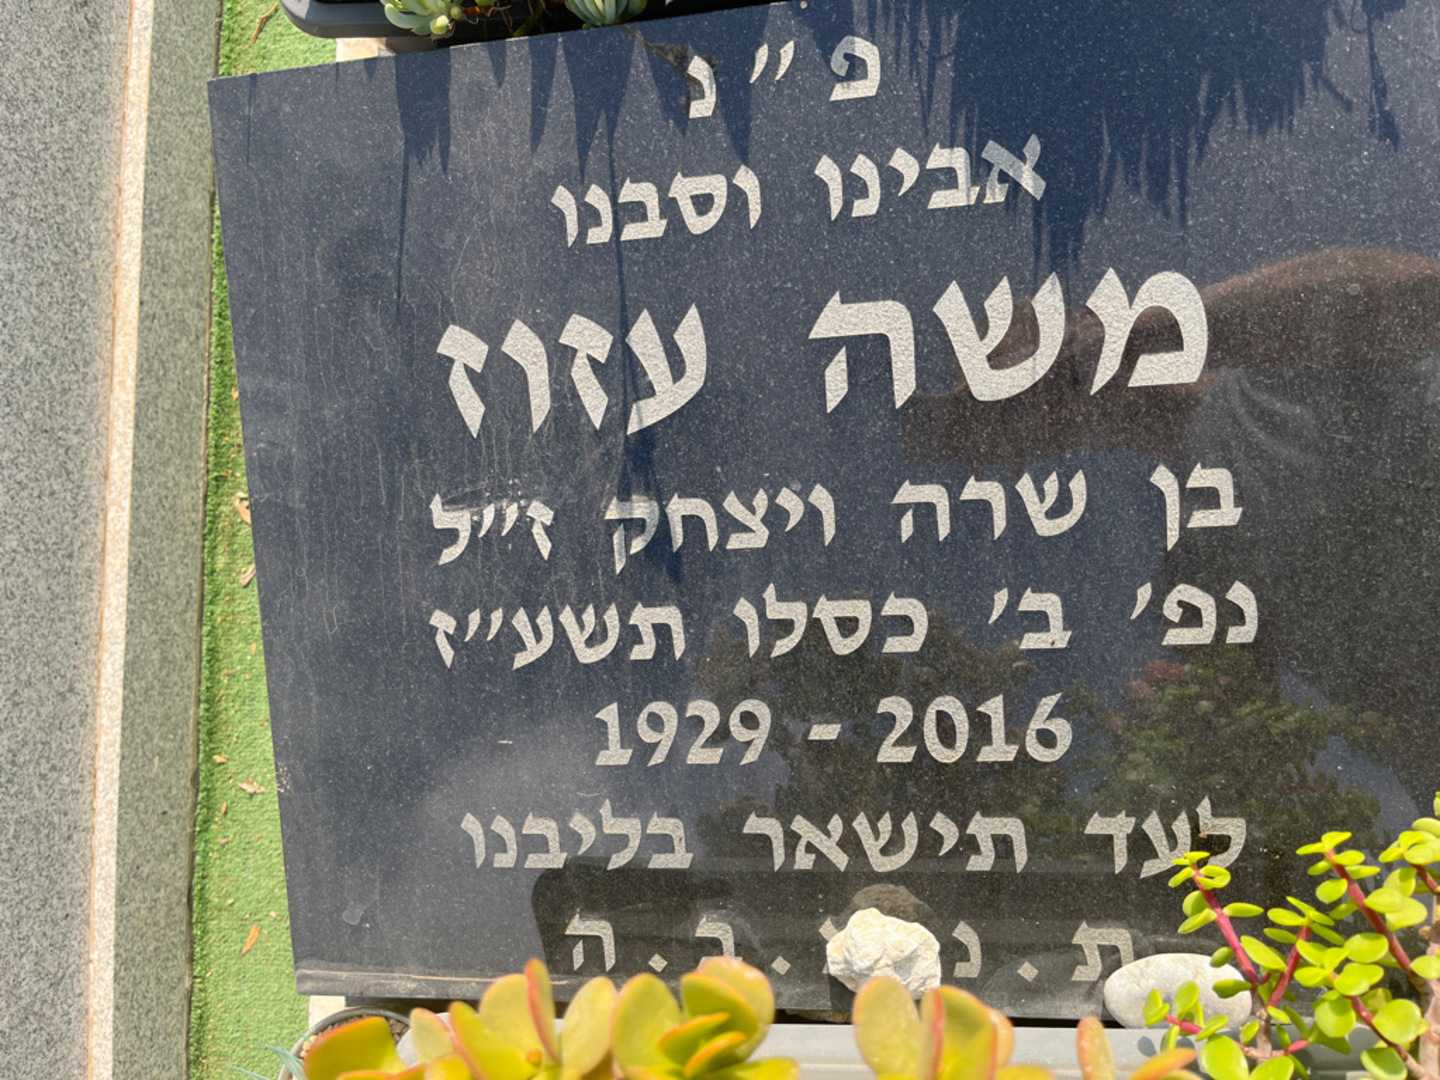 פ״נ
אבינו וסבנו
משה עזוז
בן שרה ויצחק ז״ל
נפ׳ ב׳ כסלו תשע״ז
1929 - 2016
לעד תישאר בליבנו
ת.נ. .ב.ה